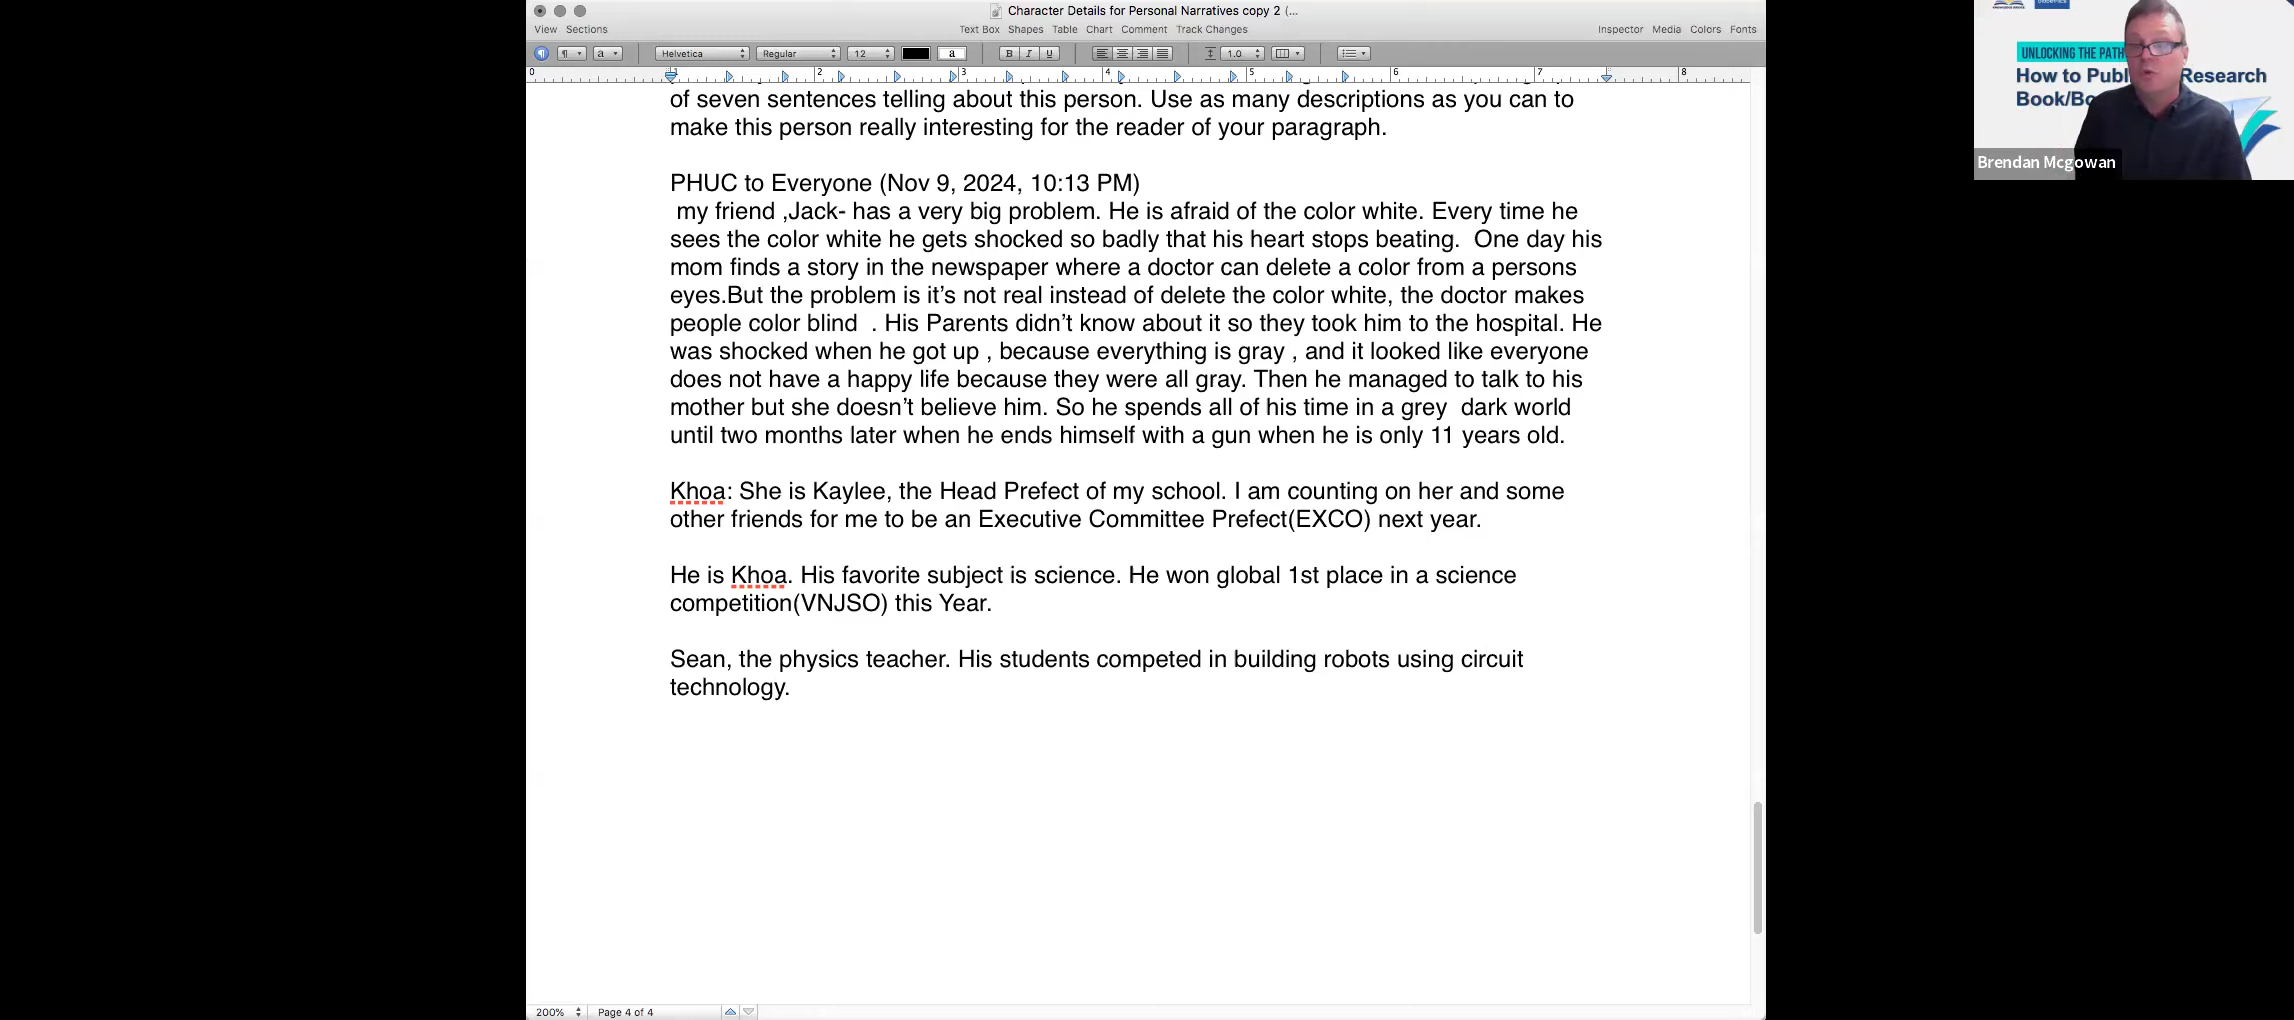 Character Details for Personal Narratives copy 2 (...
View Sections Text Box Shapes Table Chart Comment Track Changes Inspector Media Colors Fonts
Helvetica Regular 12 a B I U 1.0
0 1 2 3 4 5 6 7 8
of seven sentences telling about this person. Use as many descriptions as you can to
make this person really interesting for the reader of your paragraph.
PHUC to Everyone (Nov 9, 2024, 10:13 PM)
my friend ,Jack- has a very big problem. He is afraid of the color white. Every time he
sees the color white he gets shocked so badly that his heart stops beating.  One day his
mom finds a story in the newspaper where a doctor can delete a color from a persons
eyes.But the problem is it’s not real instead of delete the color white, the doctor makes
people color blind  . His Parents didn’t know about it so they took him to the hospital. He
was shocked when he got up , because everything is gray , and it looked like everyone
does not have a happy life because they were all gray. Then he managed to talk to his
mother but she doesn’t believe him. So he spends all of his time in a grey  dark world
until two months later when he ends himself with a gun when he is only 11 years old.
Khoa: She is Kaylee, the Head Prefect of my school. I am counting on her and some
other friends for me to be an Executive Committee Prefect(EXCO) next year.
He is Khoa. His favorite subject is science. He won global 1st place in a science
competition(VNJSO) this Year.
Sean, the physics teacher. His students competed in building robots using circuit
technology.
200% Page 4 of 4
UNLOCKING THE
How to Research
Brendan Mcgowan